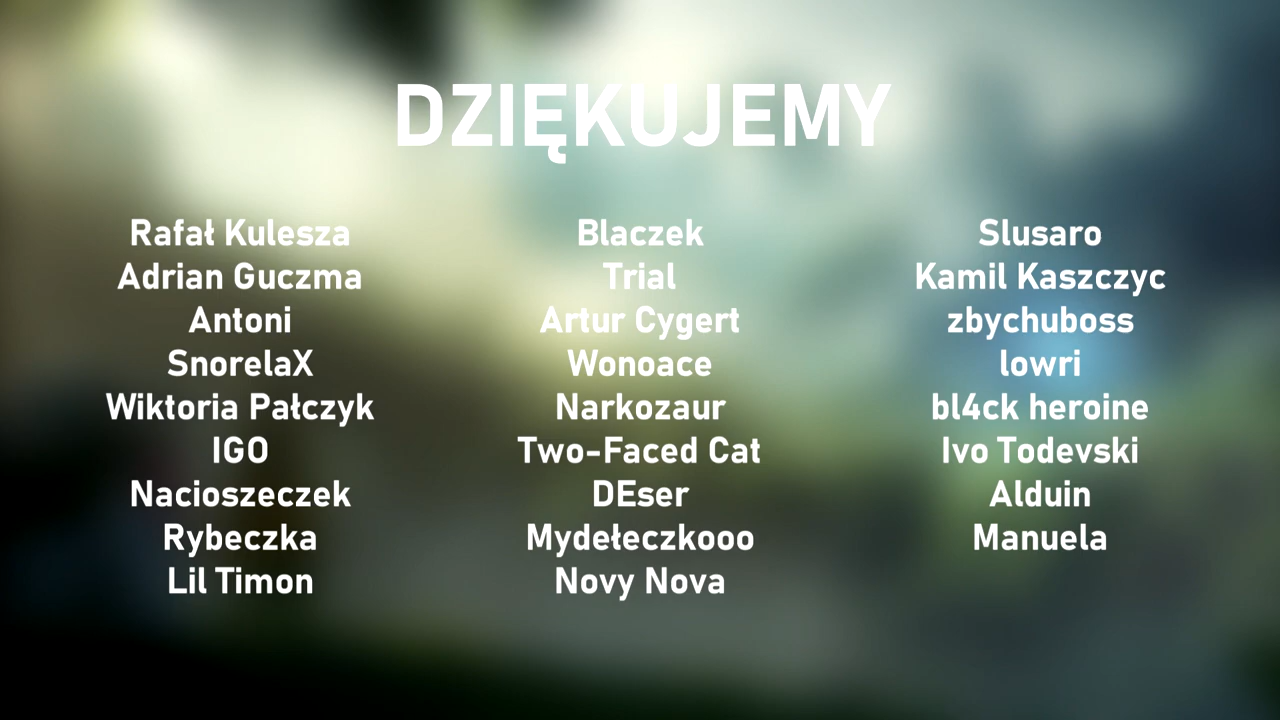 DZIĘKUJEMY
Rafał Kulesza
Adrian Guczma
Antoni
SnorelaX
Wiktoria Pałczyk
IGO
Nacioszeczek
Rybeczka
Lil Timon
Blaczek
Trial
Artur Cygert
Wonoace
Narkozaur
Two-Faced Cat
DEser
Mydełeczkooo
Novy Nova
Slusaro
Kamil Kaszczyc
zbychuboss
lowri
bl4ck heroine
Ivo Todevski
Alduin
Manuela